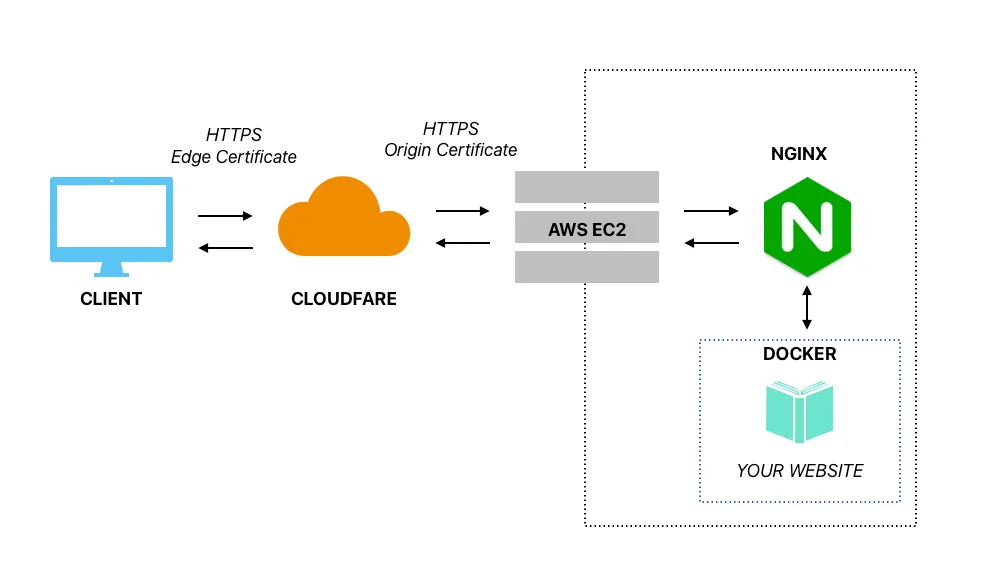 HTTPS
Edge Certificate
HTTPS
Origin Certificate
NGINX
N
AWS EC2
CLIENT
CLOUDFARE
DOCKER
YOUR WEBSITE